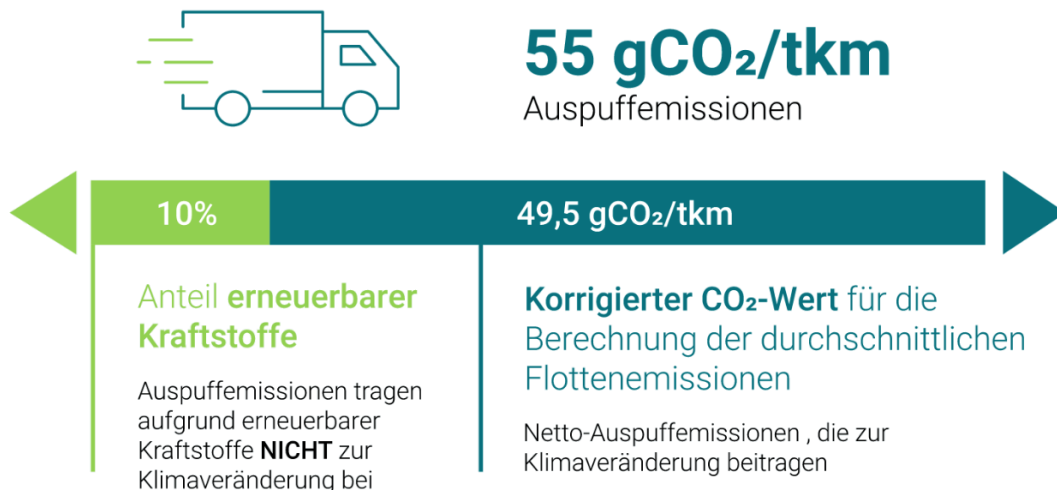 55 gCO₂/tkm
Auspuffemissionen
10%
49,5 gCO₂/tkm
Anteil erneuerbarer
Kraftstoffe
Auspuffemissionen tragen
aufgrund erneuerbarer
Kraftstoffe NICHT zur
Klimaveränderung bei
Korrigierter CO₂-Wert für die
Berechnung der durchschnittlichen
Flottenemissionen
Netto-Auspuffemissionen , die zur
Klimaveränderung beitragen